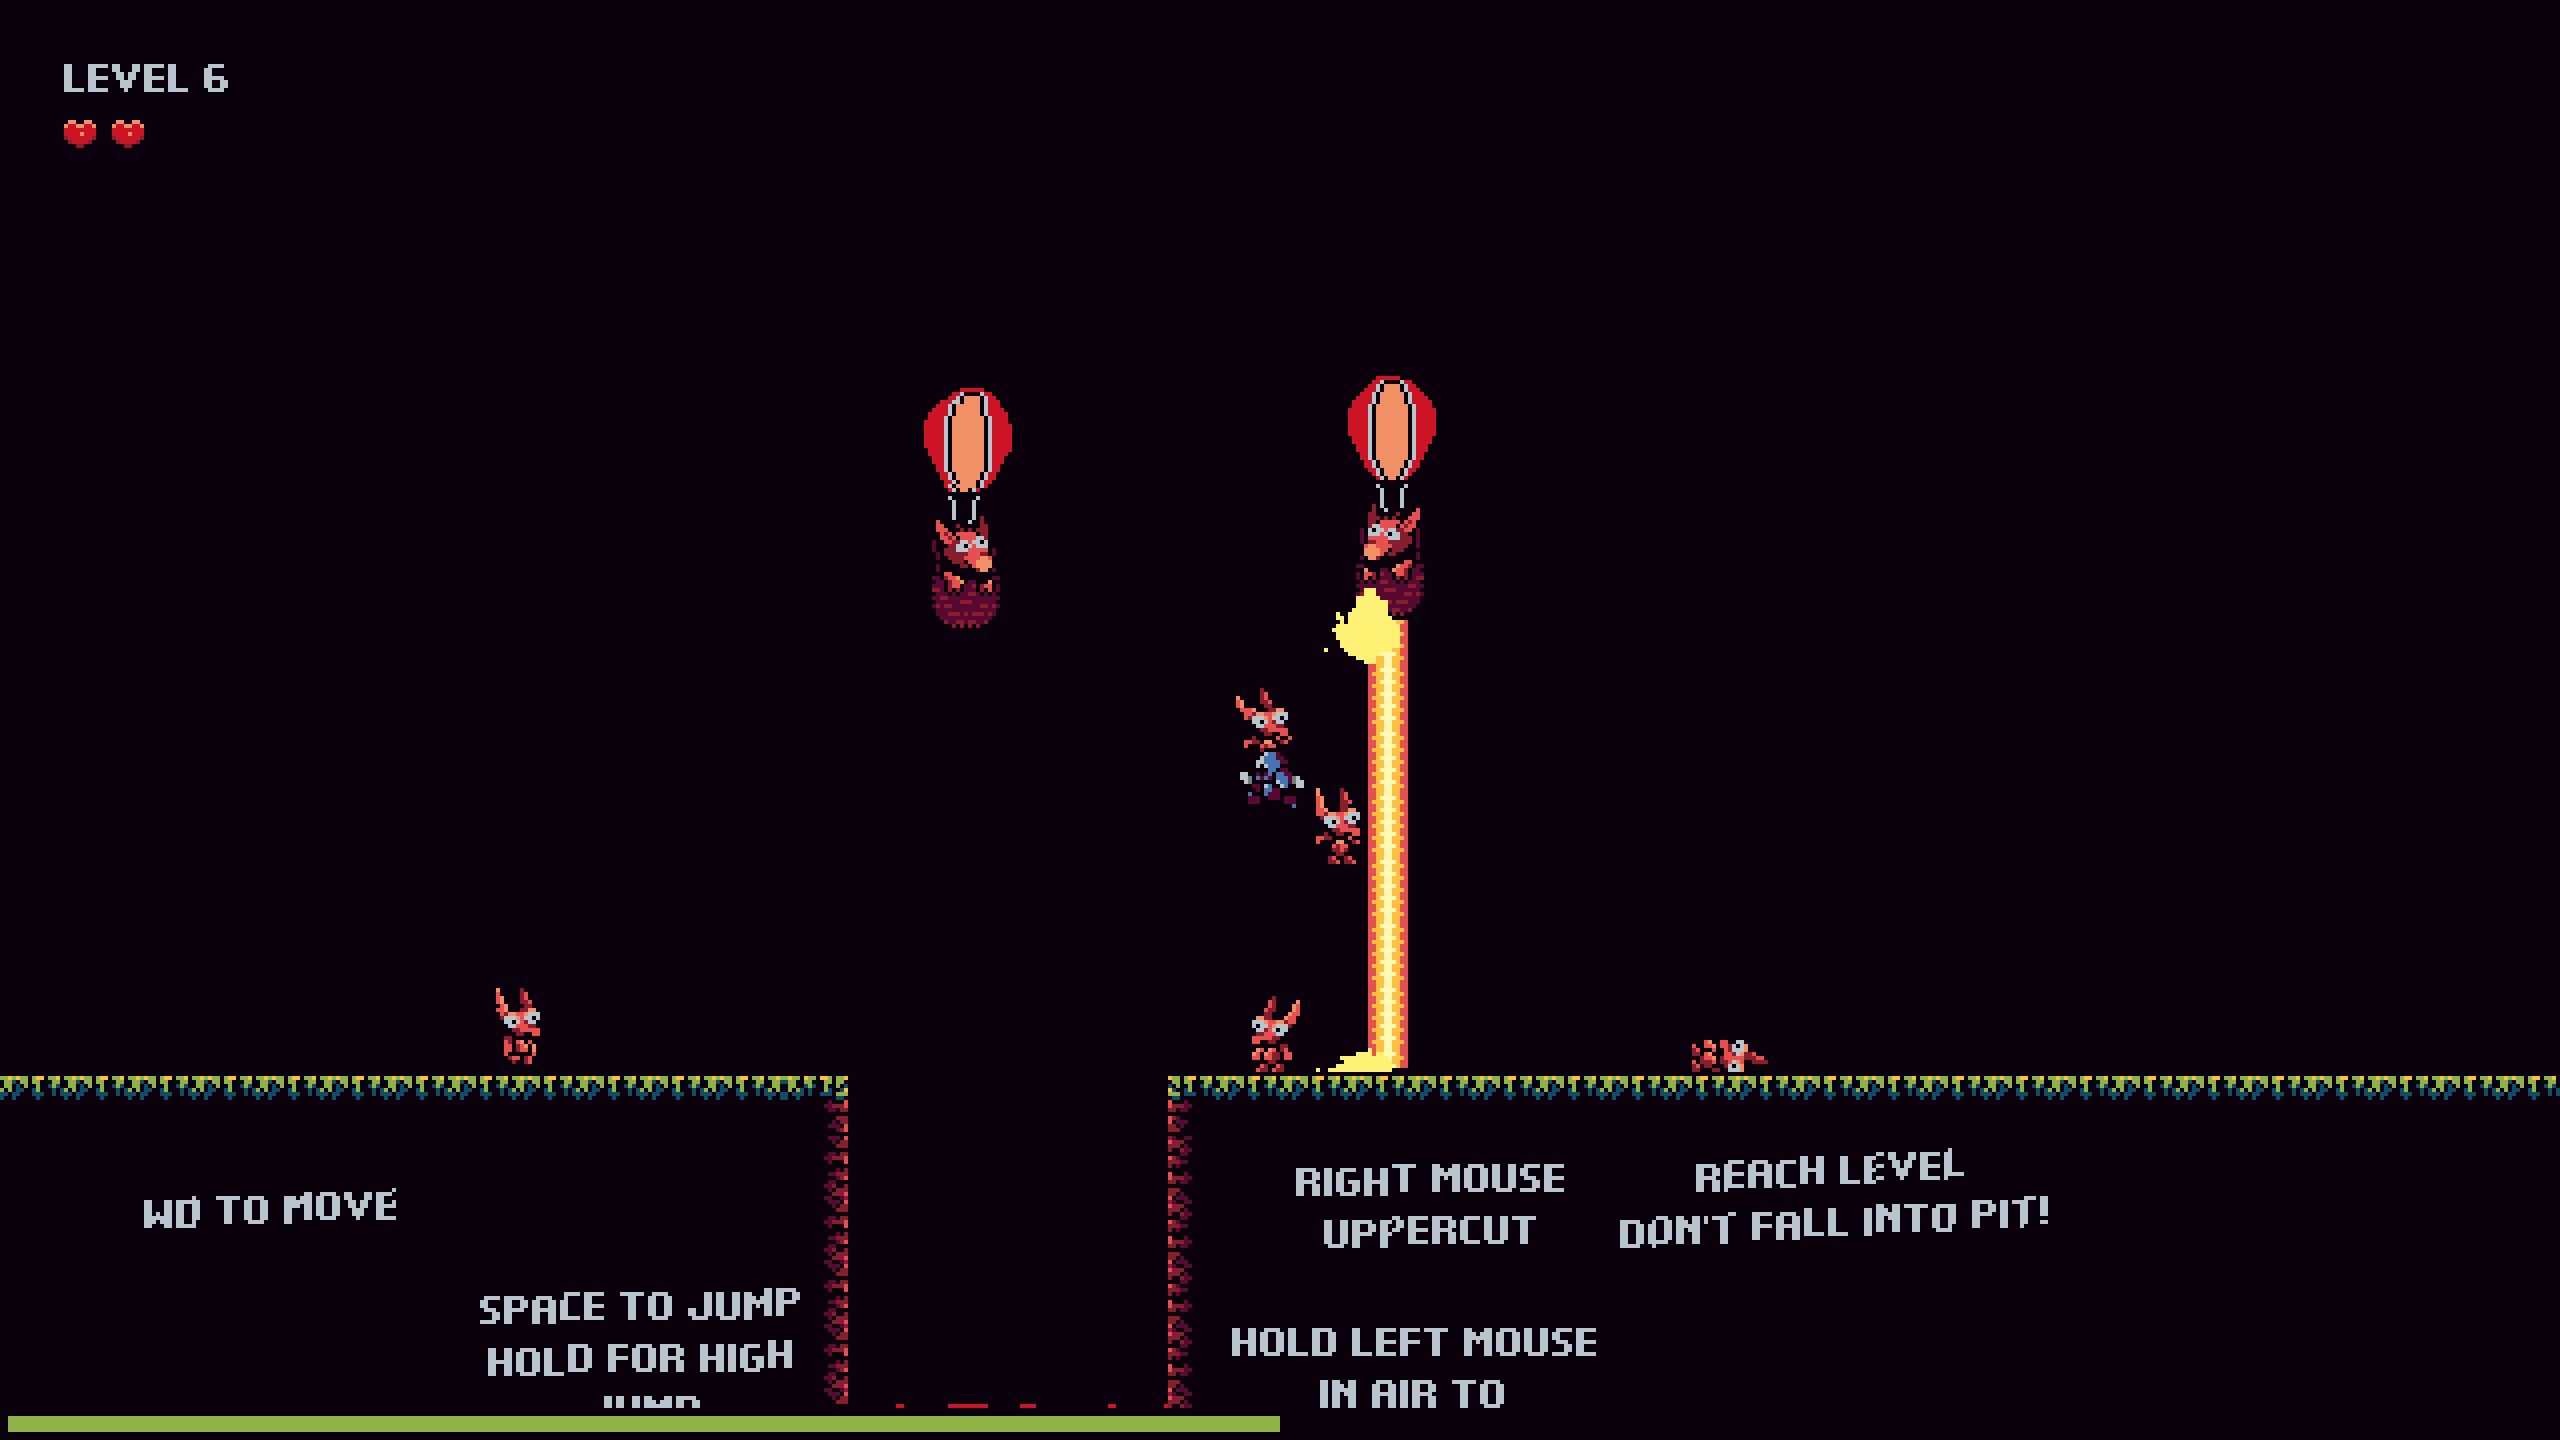 LEVEL 6
WD TO MOVE
SPACE TO JUMP
HOLD FOR HIGH
JUMP
RIGHT MOUSE
UPPERCUT
REACH LEVEL
DON'T FALL INTO PIT!
HOLD LEFT MOUSE
IN AIR TO